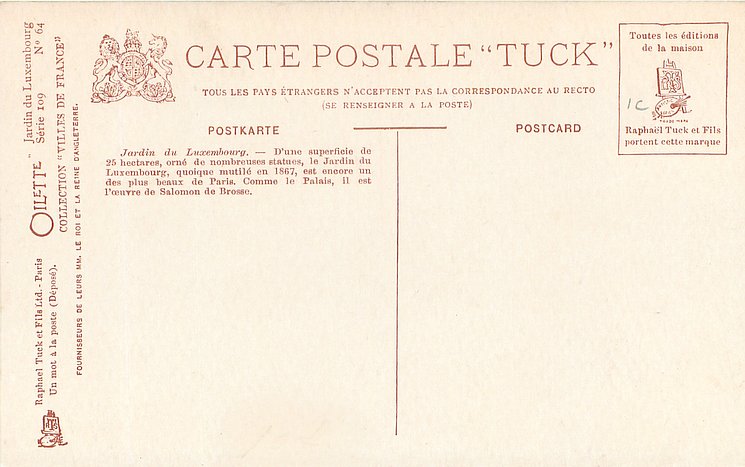 CARTE POSTALE "TUCK"
TOUS LES PAYS ÉTRANGERS N'ACCEPTENT PAS LA CORRESPONDANCE AU RECTO
(SE RENSEIGNER A LA POSTE)
POSTKARTE
POSTCARD
Toutes les éditions
de la maison
1C
TRADE MARK
Raphaël Tuck et Fils
portent cette marque
Jardin du Luxembourg. — D'une superficie de
25 hectares, orné de nombreuses statues, le Jardin du
Luxembourg, quoique mutilé en 1867, est encore un
des plus beaux de Paris. Comme le Palais, il est
l'œuvre de Salomon de Brosse.
Raphael Tuck et Fils Ltd. - Paris
Un mot à la poste (Déposé).
OILETTE"
Jardin du Luxembourg
Série 109 N° 64
COLLECTION "VILLES DE FRANCE"
FOURNISSEURS DE LEURS MM. LE ROI ET LA REINE D'ANGLETERRE.